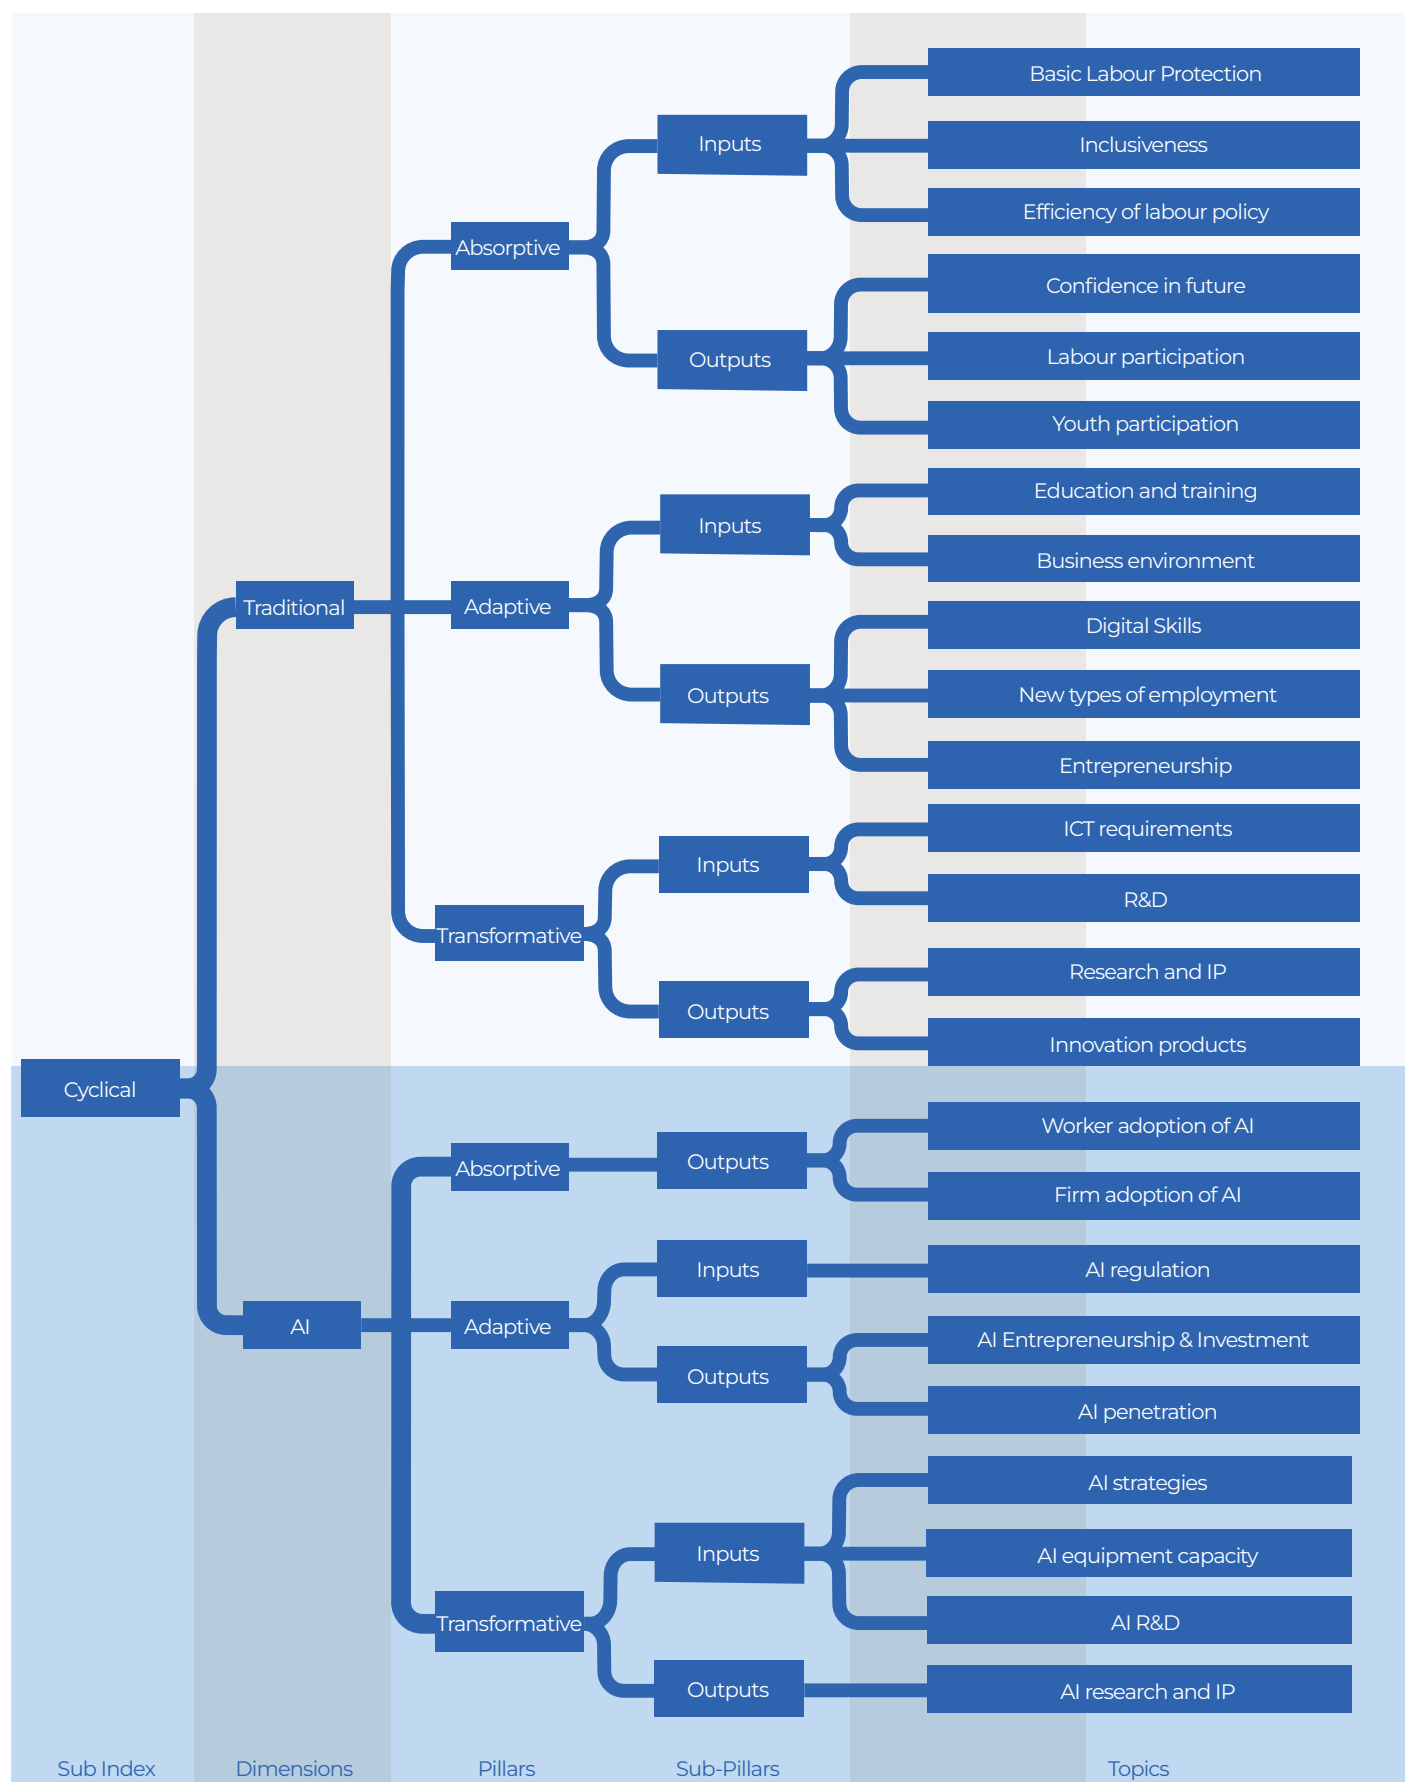 Basic Labour Protection
Inputs
Inclusiveness
Efficiency of labour policy
Absorptive
Confidence in future
Outputs
Labour participation
Youth participation
Education and training
Inputs
Business environment
Traditional
Adaptive
Digital Skills
Outputs
New types of employment
Entrepreneurship
ICT requirements
Inputs
R&D
Transformative
Research and IP
Outputs
Innovation products
Cyclical
Worker adoption of AI
Absorptive
Outputs
Firm adoption of AI
Inputs
AI regulation
AI
Adaptive
AI Entrepreneurship & Investment
Outputs
AI penetration
AI strategies
Inputs
AI equipment capacity
Transformative
AI R&D
Outputs
AI research and IP
Sub Index
Dimensions
Pillars
Sub-Pillars
Topics